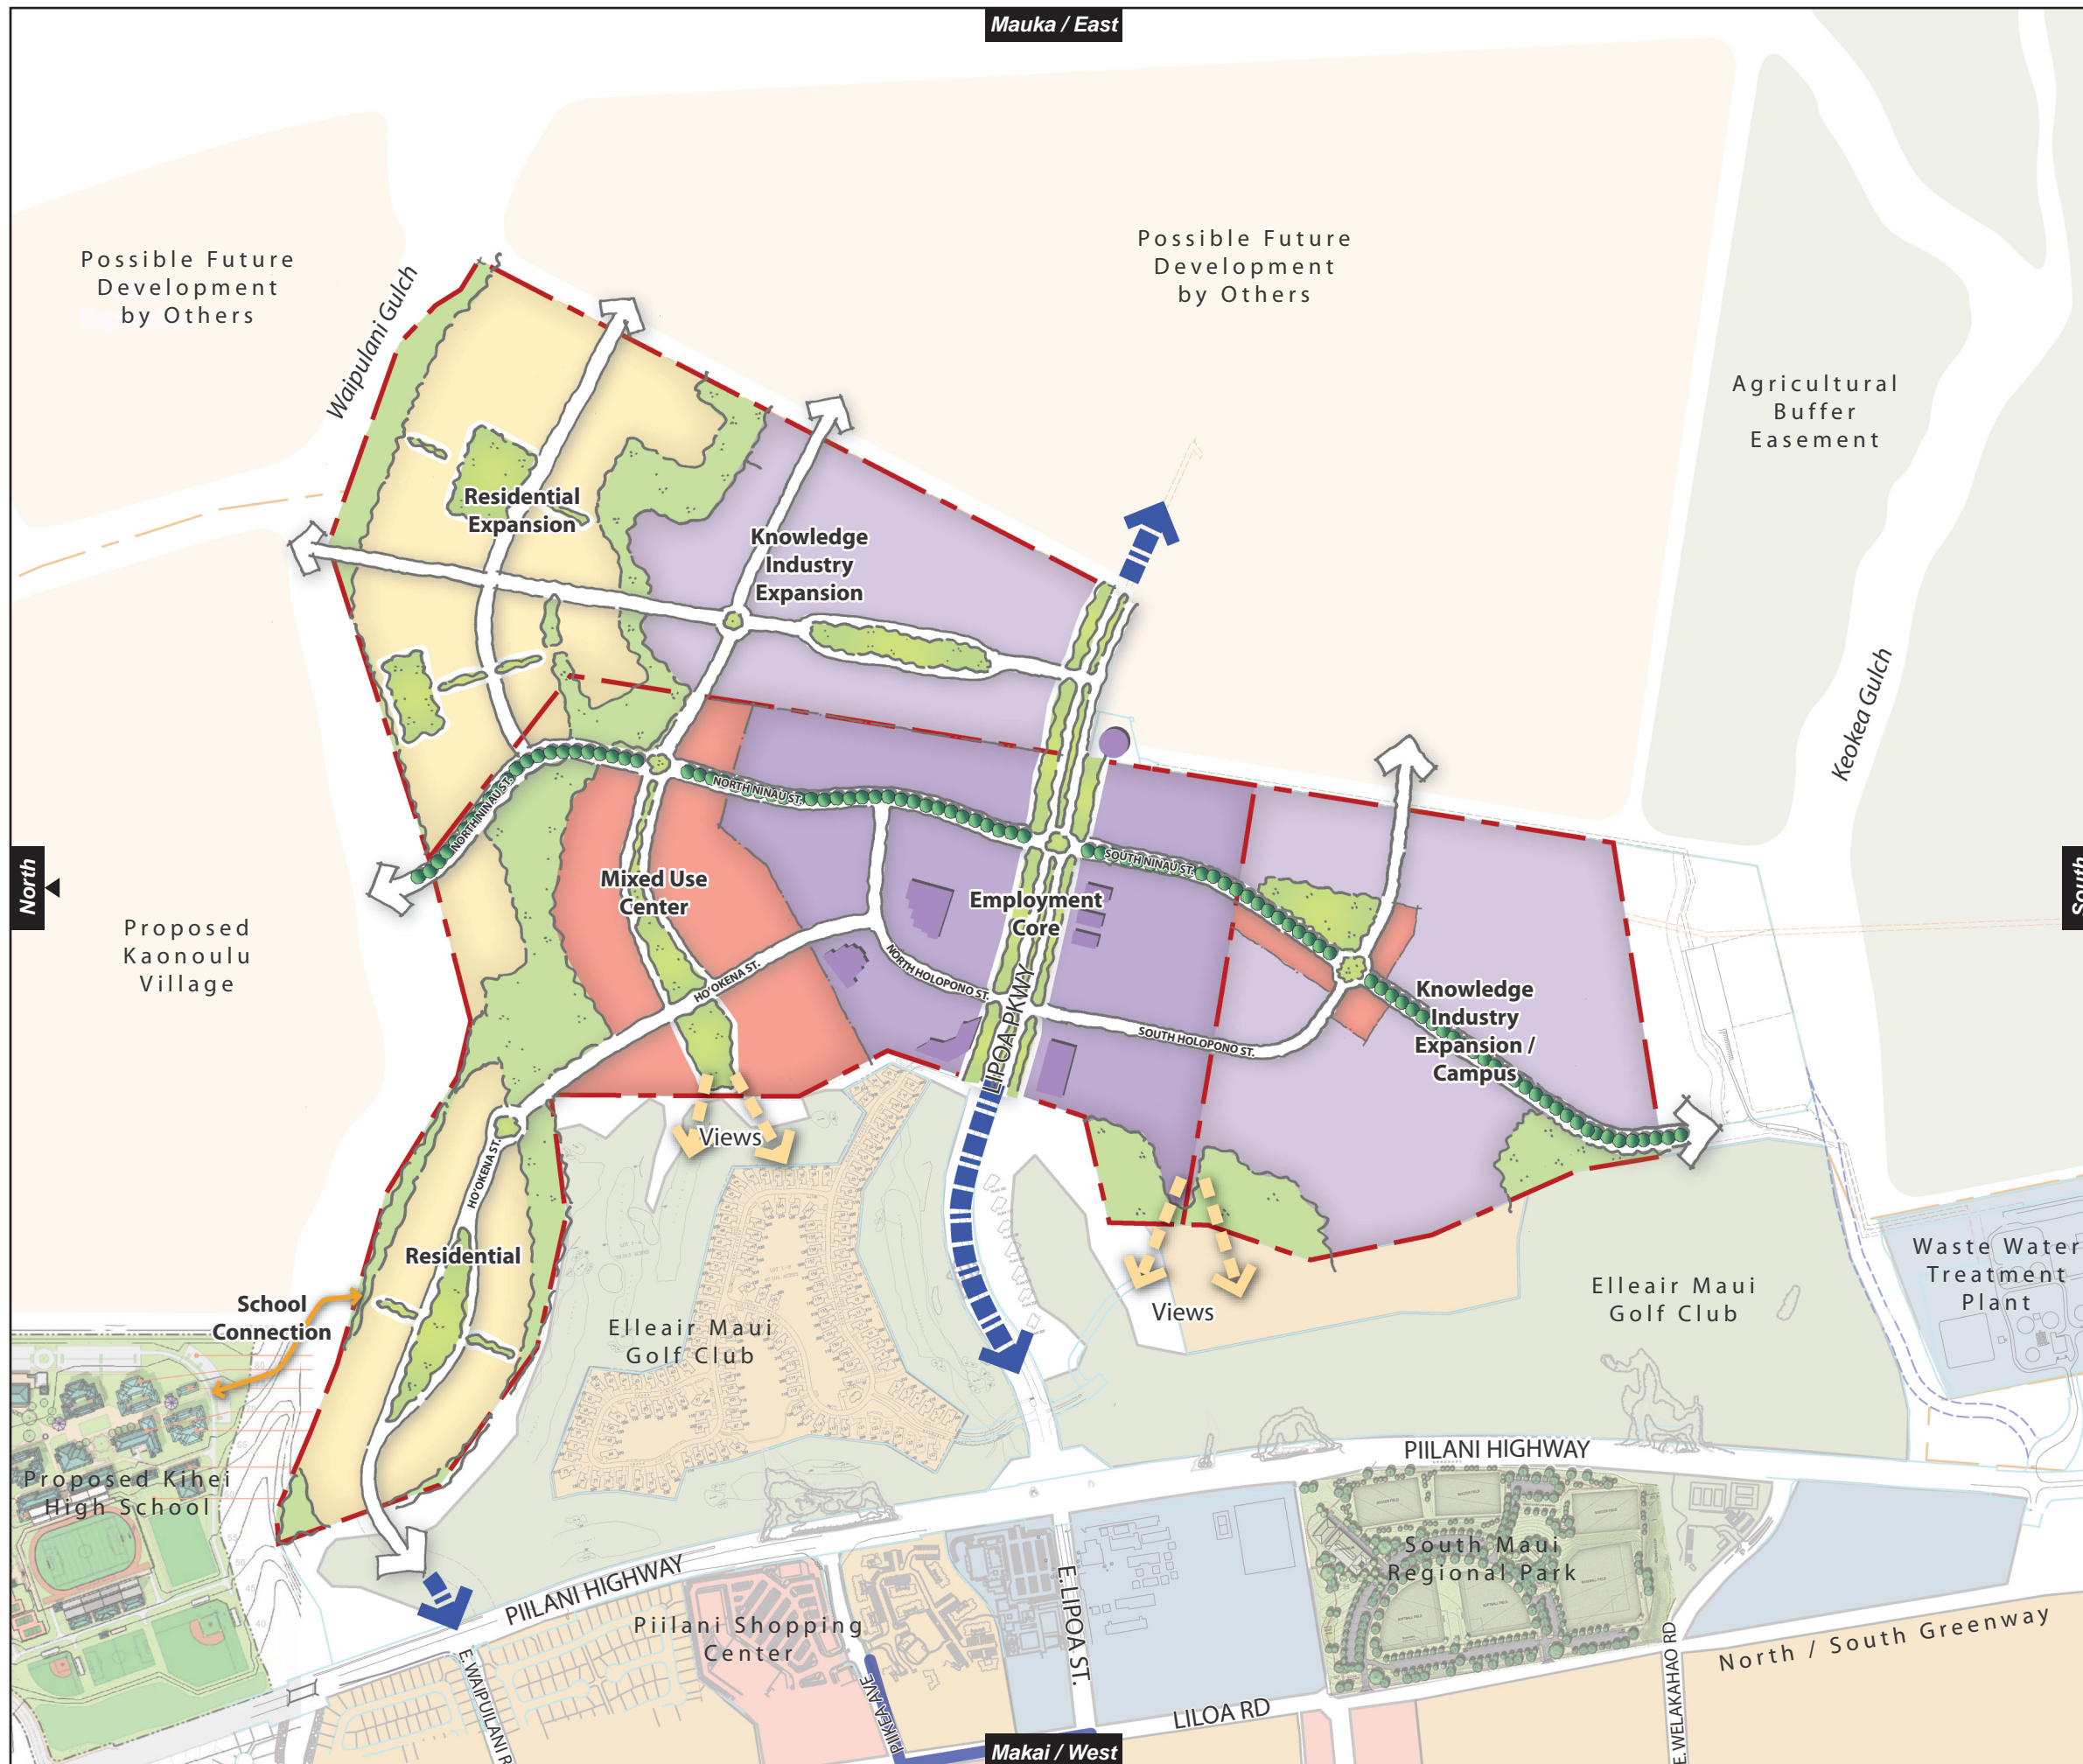 Mauka / East
Possible Future
Development
by Others
Possible Future
Development
by Others
Waipulani Gulch
Agricultural
Buffer
Easement
Residential
Expansion
Knowledge
Industry
Expansion
Keokea Gulch
NORTH NINAU ST.
NORTH NINAU ST.
SOUTH NINAU ST.
North
South
Mixed Use
Center
Employment
Core
Proposed
Kaonoulu
Village
HO'OKENA ST.
NORTH HOLOPONO ST.
LIPOA PKWY
SOUTH HOLOPONO ST.
Knowledge
Industry
Expansion /
Campus
Views
HO'OKENA ST.
Residential
School
Connection
Views
Elleair Maui
Golf Club
Elleair Maui
Golf Club
Waste Water
Treatment
Plant
PIILANI HIGHWAY
Proposed Kihei
High School
South Maui
Regional Park
PIILANI HIGHWAY
Piilani Shopping
Center
E. LIPOA ST.
E. WAIPUILANI R
PIIKEA AVE
LILOA RD
E. WELAKAHAO RD
North / South Greenway
Makai / West